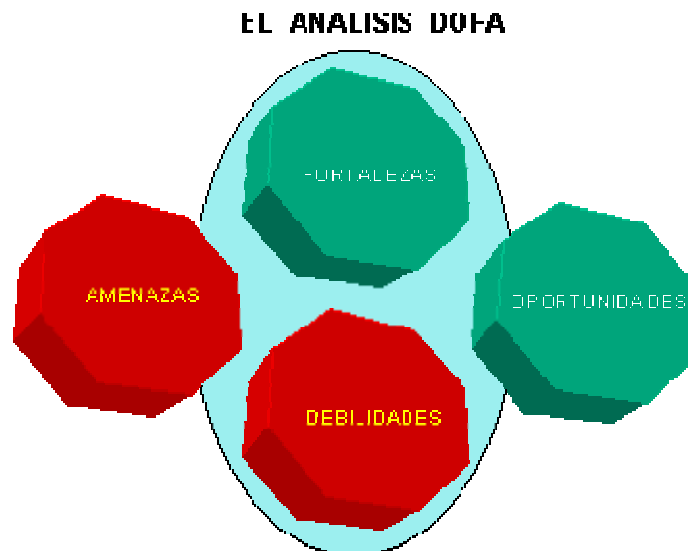 EL ANALISIS DOFA
FORTALEZAS
AMENAZAS
OPORTUNIDADES
DEBILIDADES